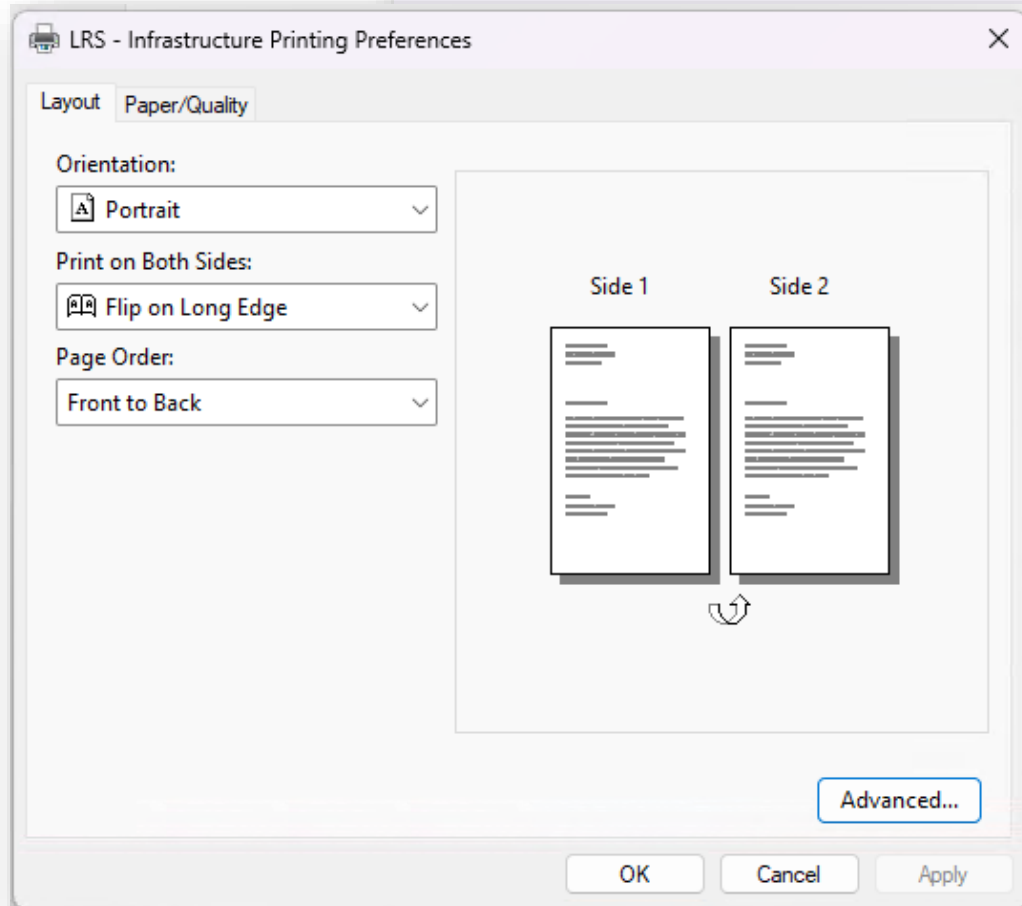 LRS - Infrastructure Printing Preferences
Layout
Paper/Quality
Orientation:
A Portrait
Print on Both Sides:
Flip on Long Edge
Page Order:
Front to Back
Side 1
Side 2
Advanced...
OK
Cancel
Apply